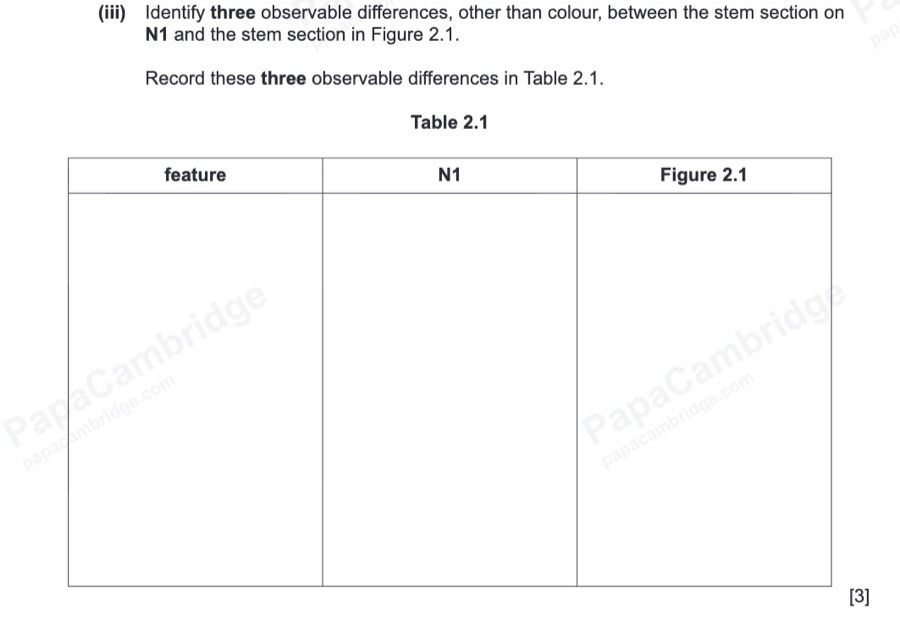 (iii) Identify three observable differences, other than colour, between the stem section on
N1 and the stem section in Figure 2.1.
Record these three observable differences in Table 2.1.
Table 2.1
feature N1 Figure 2.1
PapaCambridge
papacambridge.com
PapaCambridge
papacambridge.com
[3]